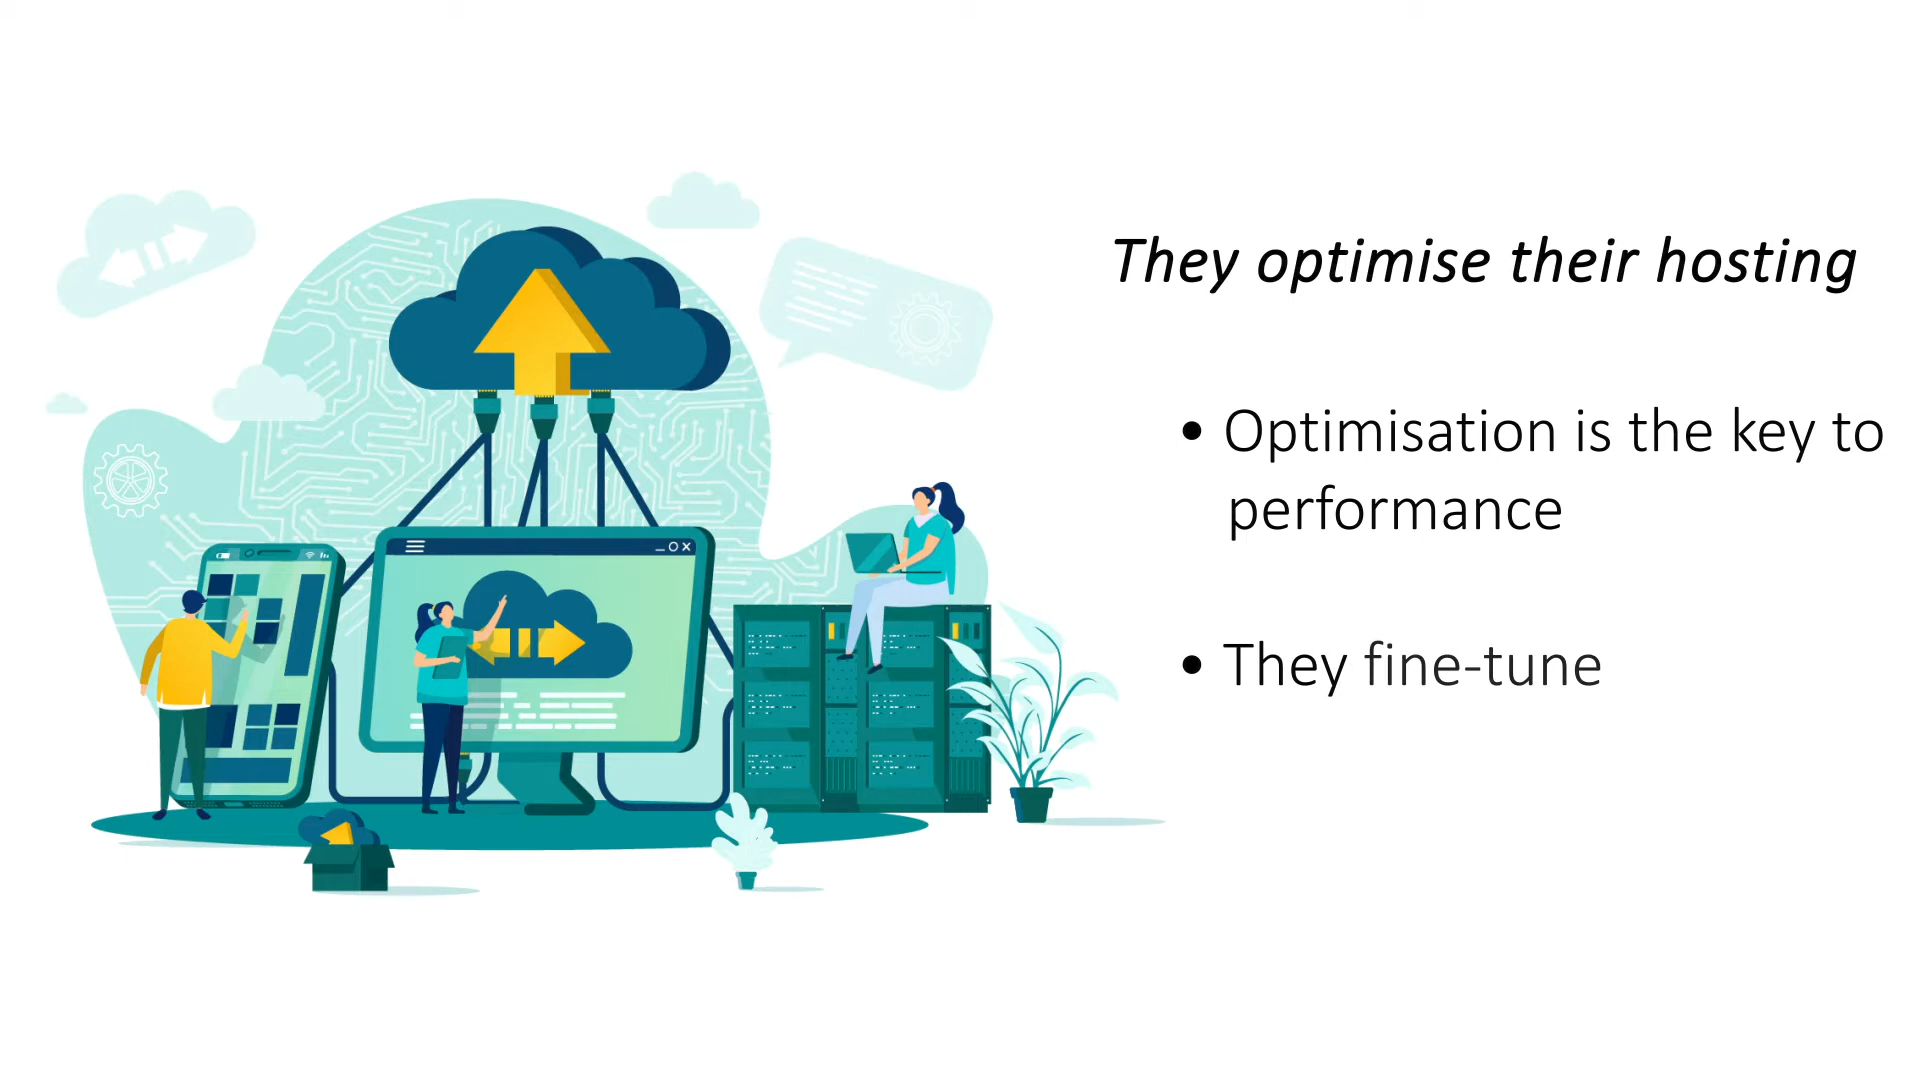 They optimise their hosting
• Optimisation is the key to
performance
• They fine-tune